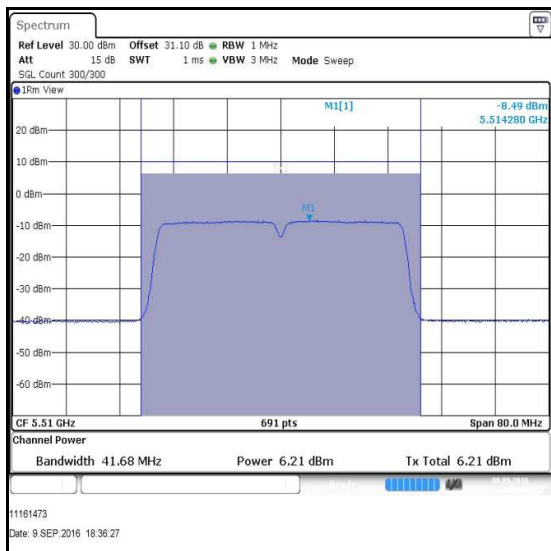 Spectrum
Ref Level 30.00 dBm Offset 31.10 dB RBW 1 MHz
Att 15 dB SWT 1 ms VBW 3 MHz Mode Sweep
SGL Count 300/300
1Rm View
M1[1] -8.49 dBm
5.514280 GHz
20 dBm
10 dBm
0 dBm
-10 dBm
M1
-20 dBm
-30 dBm
-40 dBm
-50 dBm
-60 dBm
CF 5.51 GHz 691 pts Span 80.0 MHz
Channel Power
Bandwidth 41.68 MHz Power 6.21 dBm Tx Total 6.21 dBm
11161473
Date: 9.SEP.2016 18:36:27